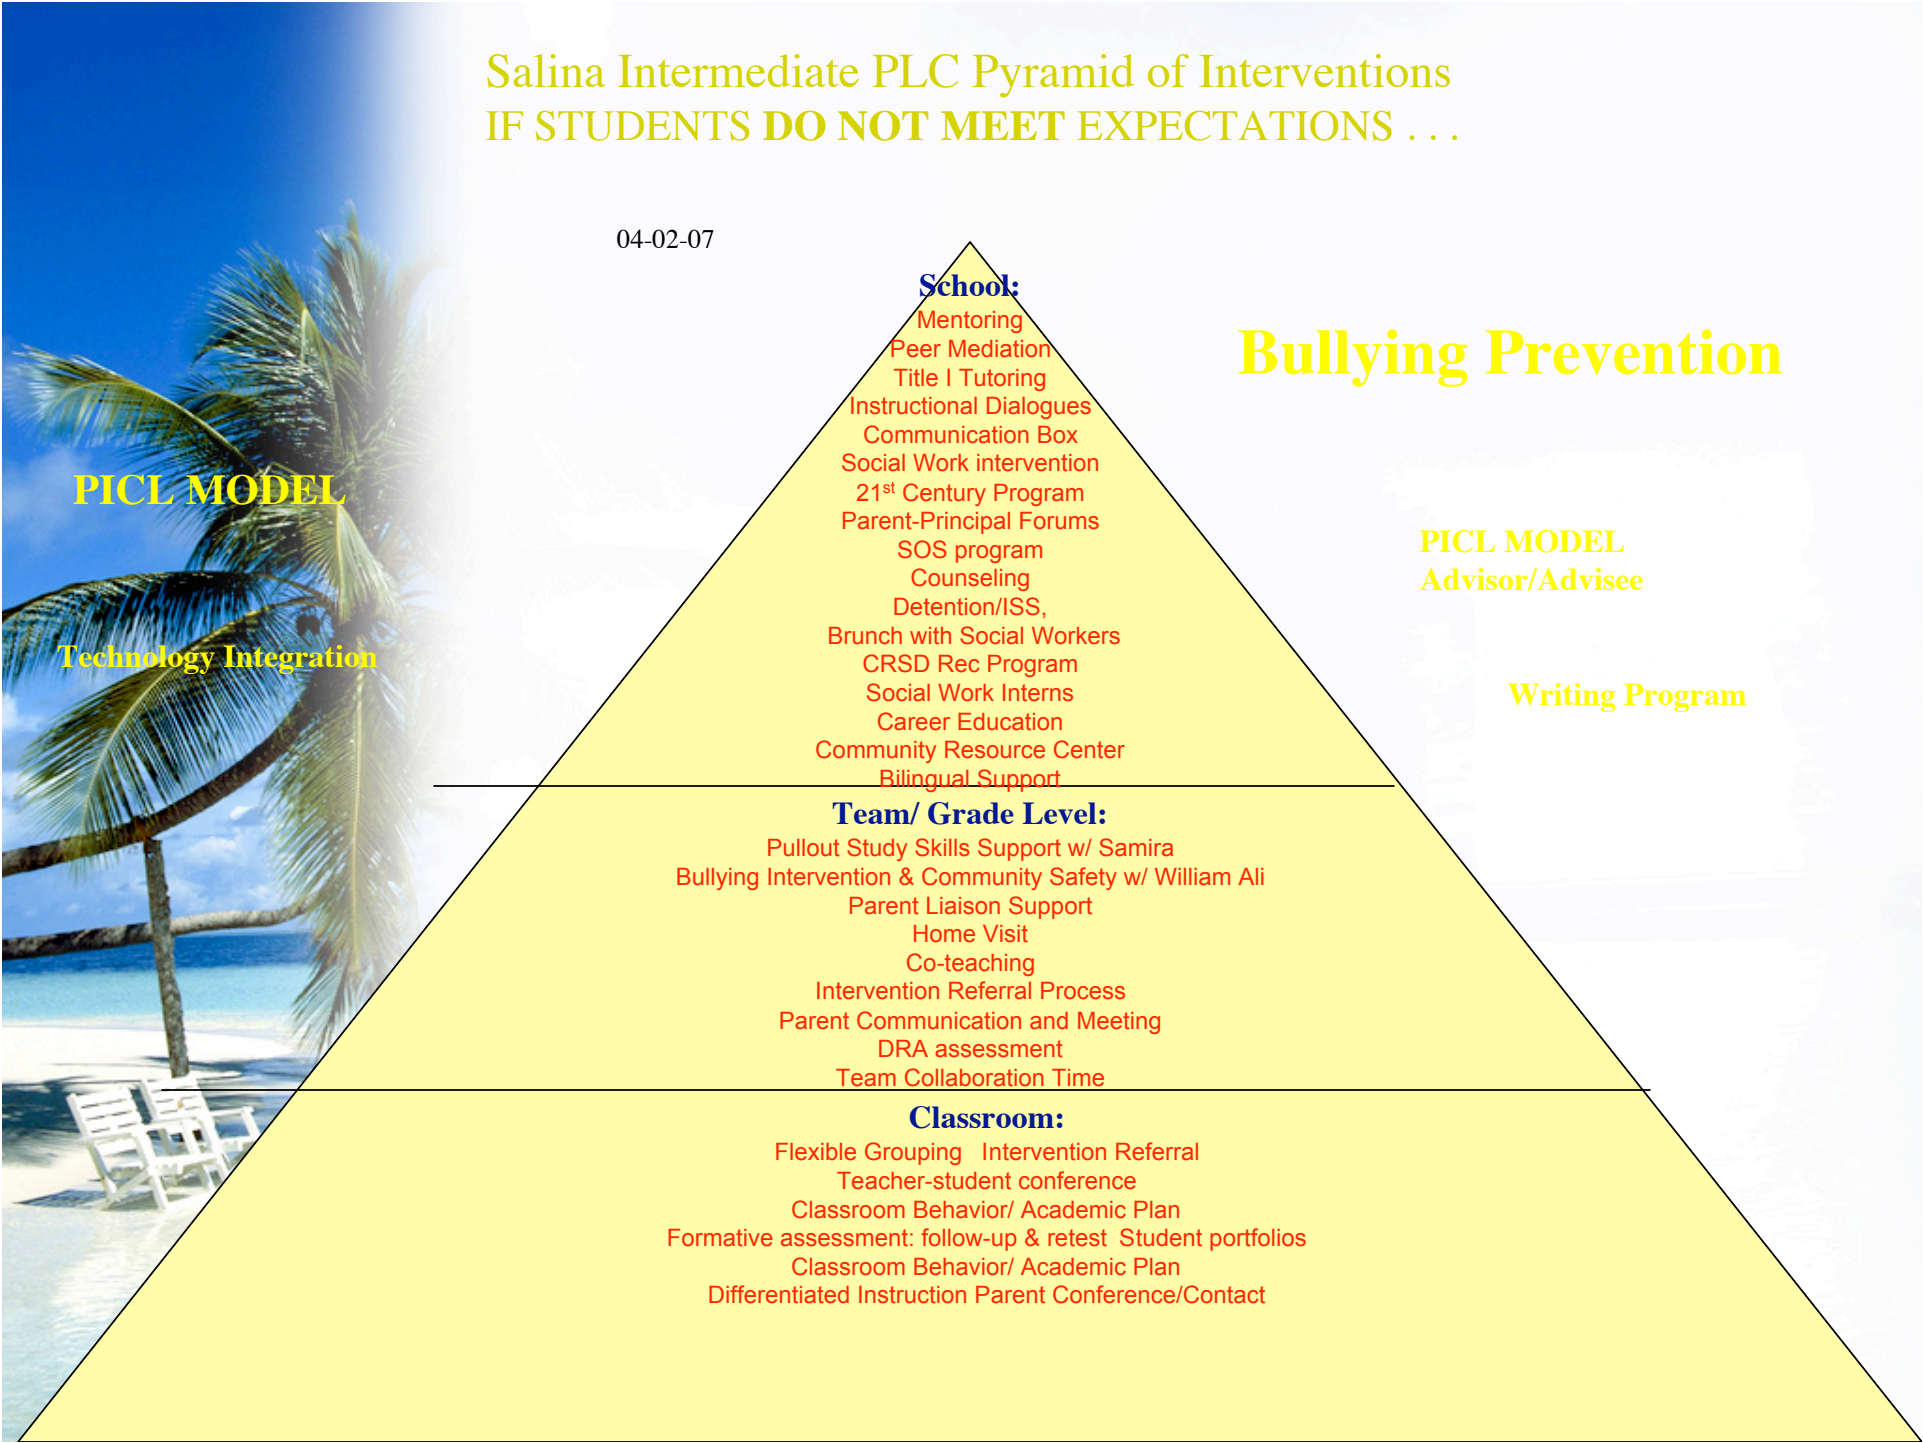 Salina Intermediate PLC Pyramid of Interventions
IF STUDENTS DO NOT MEET EXPECTATIONS . . .
04-02-07
School:
Mentoring
Peer Mediation
Title I Tutoring
Instructional Dialogues
Communication Box
Social Work intervention
21st Century Program
Parent-Principal Forums
SOS program
Counseling
Detention/ISS,
Brunch with Social Workers
CRSD Rec Program
Social Work Interns
Career Education
Community Resource Center
Bilingual Support
Team/ Grade Level:
Pullout Study Skills Support w/ Samira
Bullying Intervention & Community Safety w/ William Ali
Parent Liaison Support
Home Visit
Co-teaching
Intervention Referral Process
Parent Communication and Meeting
DRA assessment
Team Collaboration Time
Classroom:
Flexible Grouping   Intervention Referral
Teacher-student conference
Classroom Behavior/ Academic Plan
Formative assessment: follow-up & retest  Student portfolios
Classroom Behavior/ Academic Plan
Differentiated Instruction Parent Conference/Contact
PICL MODEL
Technology Integration
Bullying Prevention
PICL MODEL
Advisor/Advisee
Writing Program